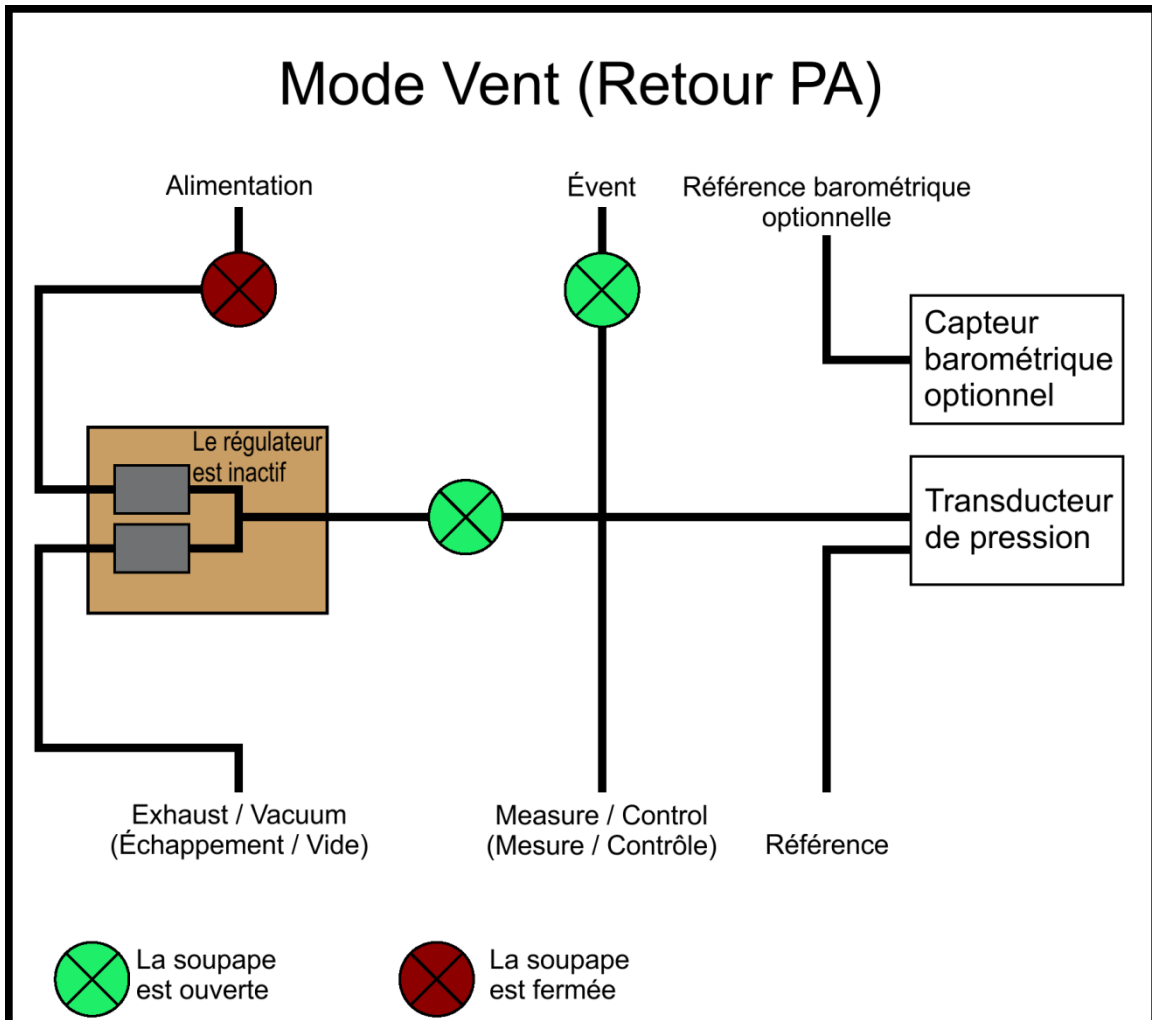 Mode Vent (Retour PA)
Alimentation
Évent
Référence barométrique
optionnelle
Capteur
barométrique
optionnel
Le régulateur
est inactif
Transducteur
de pression
Exhaust / Vacuum
(Échappement / Vide)
Measure / Control
(Mesure / Contrôle)
Référence
La soupape
est ouverte
La soupape
est fermée